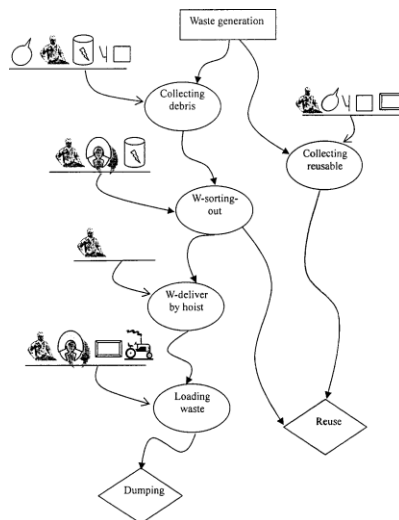 Waste generation
Collecting
debris
Collecting
reusable
W-sorting-
out
W-deliver
by hoist
Loading
waste
Reuse
Dumping